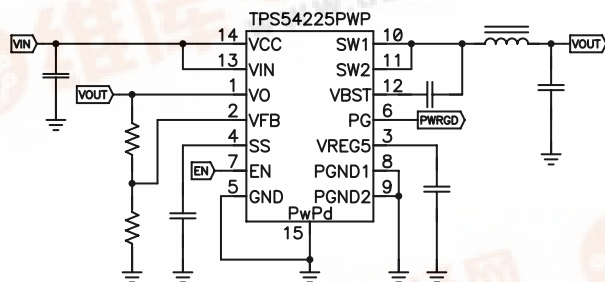 TPS54225PWP
VIN
14
VCC
SW1
10
VOUT
13
VIN
SW2
11
VOUT
1
VO
VBST
12
2
VFB
PG
6
PWRGD
4
SS
VREG5
3
EN
7
EN
PGND1
8
5
GND
PGND2
9
PwPd
15